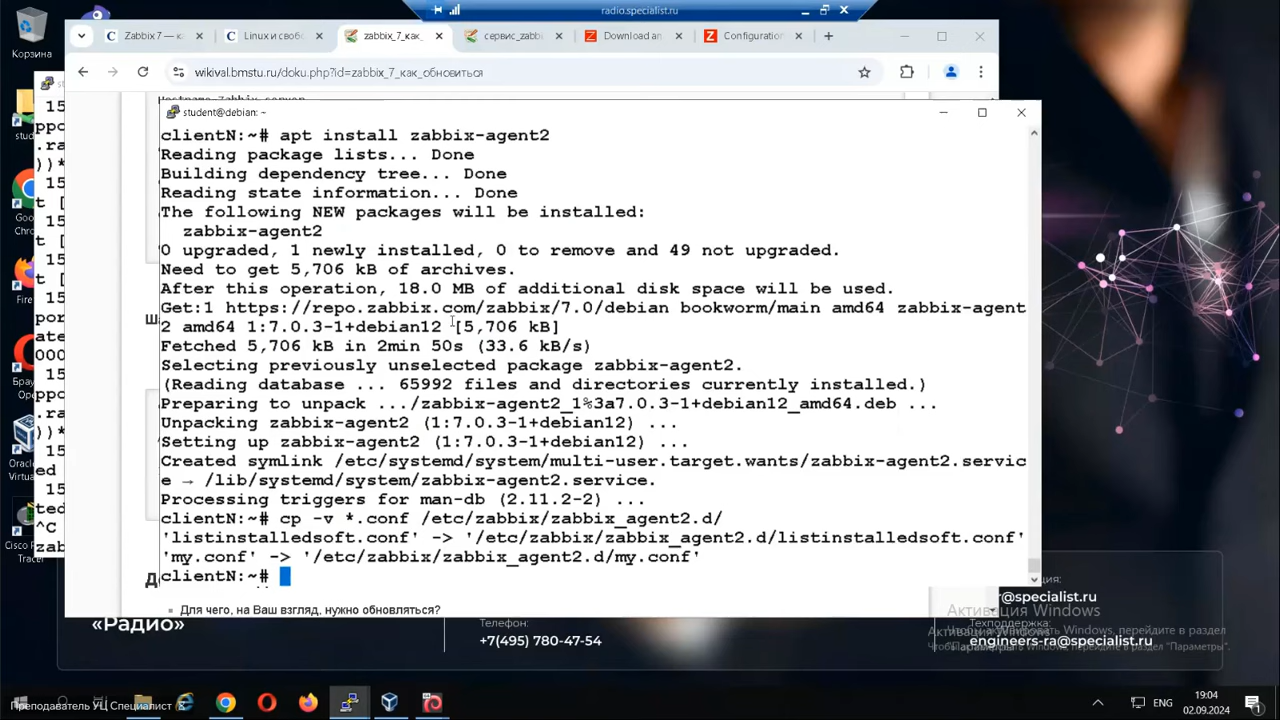 radio.specialist.ru
Корзина
Zabbix 7 — ка
Linux и своб
zabbix_7_как_
сервис_zabbi
Download an
Configuration
wikival.bmstu.ru/doku.php?id=zabbix_7_как_обновиться
student@debian: ~
clientN:~# apt install zabbix-agent2
Reading package lists... Done
Building dependency tree... Done
Reading state information... Done
The following NEW packages will be installed:
zabbix-agent2
0 upgraded, 1 newly installed, 0 to remove and 49 not upgraded.
Need to get 5,706 kB of archives.
After this operation, 18.0 MB of additional disk space will be used.
Get:1 https://repo.zabbix.com/zabbix/7.0/debian bookworm/main amd64 zabbix-agent
2 amd64 1:7.0.3-1+debian12 [5,706 kB]
Fetched 5,706 kB in 2min 50s (33.6 kB/s)
Selecting previously unselected package zabbix-agent2.
(Reading database ... 65992 files and directories currently installed.)
Preparing to unpack .../zabbix-agent2_1%3a7.0.3-1+debian12_amd64.deb ...
Unpacking zabbix-agent2 (1:7.0.3-1+debian12) ...
Setting up zabbix-agent2 (1:7.0.3-1+debian12) ...
Created symlink /etc/systemd/system/multi-user.target.wants/zabbix-agent2.servic
e → /lib/systemd/system/zabbix-agent2.service.
Processing triggers for man-db (2.11.2-2) ...
clientN:~# cp -v *.conf /etc/zabbix/zabbix_agent2.d/
'listinstalledsoft.conf' -> '/etc/zabbix/zabbix_agent2.d/listinstalledsoft.conf'
'my.conf' -> '/etc/zabbix/zabbix_agent2.d/my.conf'
clientN:~#
Для чего, на Ваш взгляд, нужно обновляться?
«Радио»
Телефон:
+7(495) 780-47-54
r@specialist.ru
Активация Windows
engineers-ra@specialist.ru
Преподаватель УЦ Специалист
ENG
19:04
02.09.2024